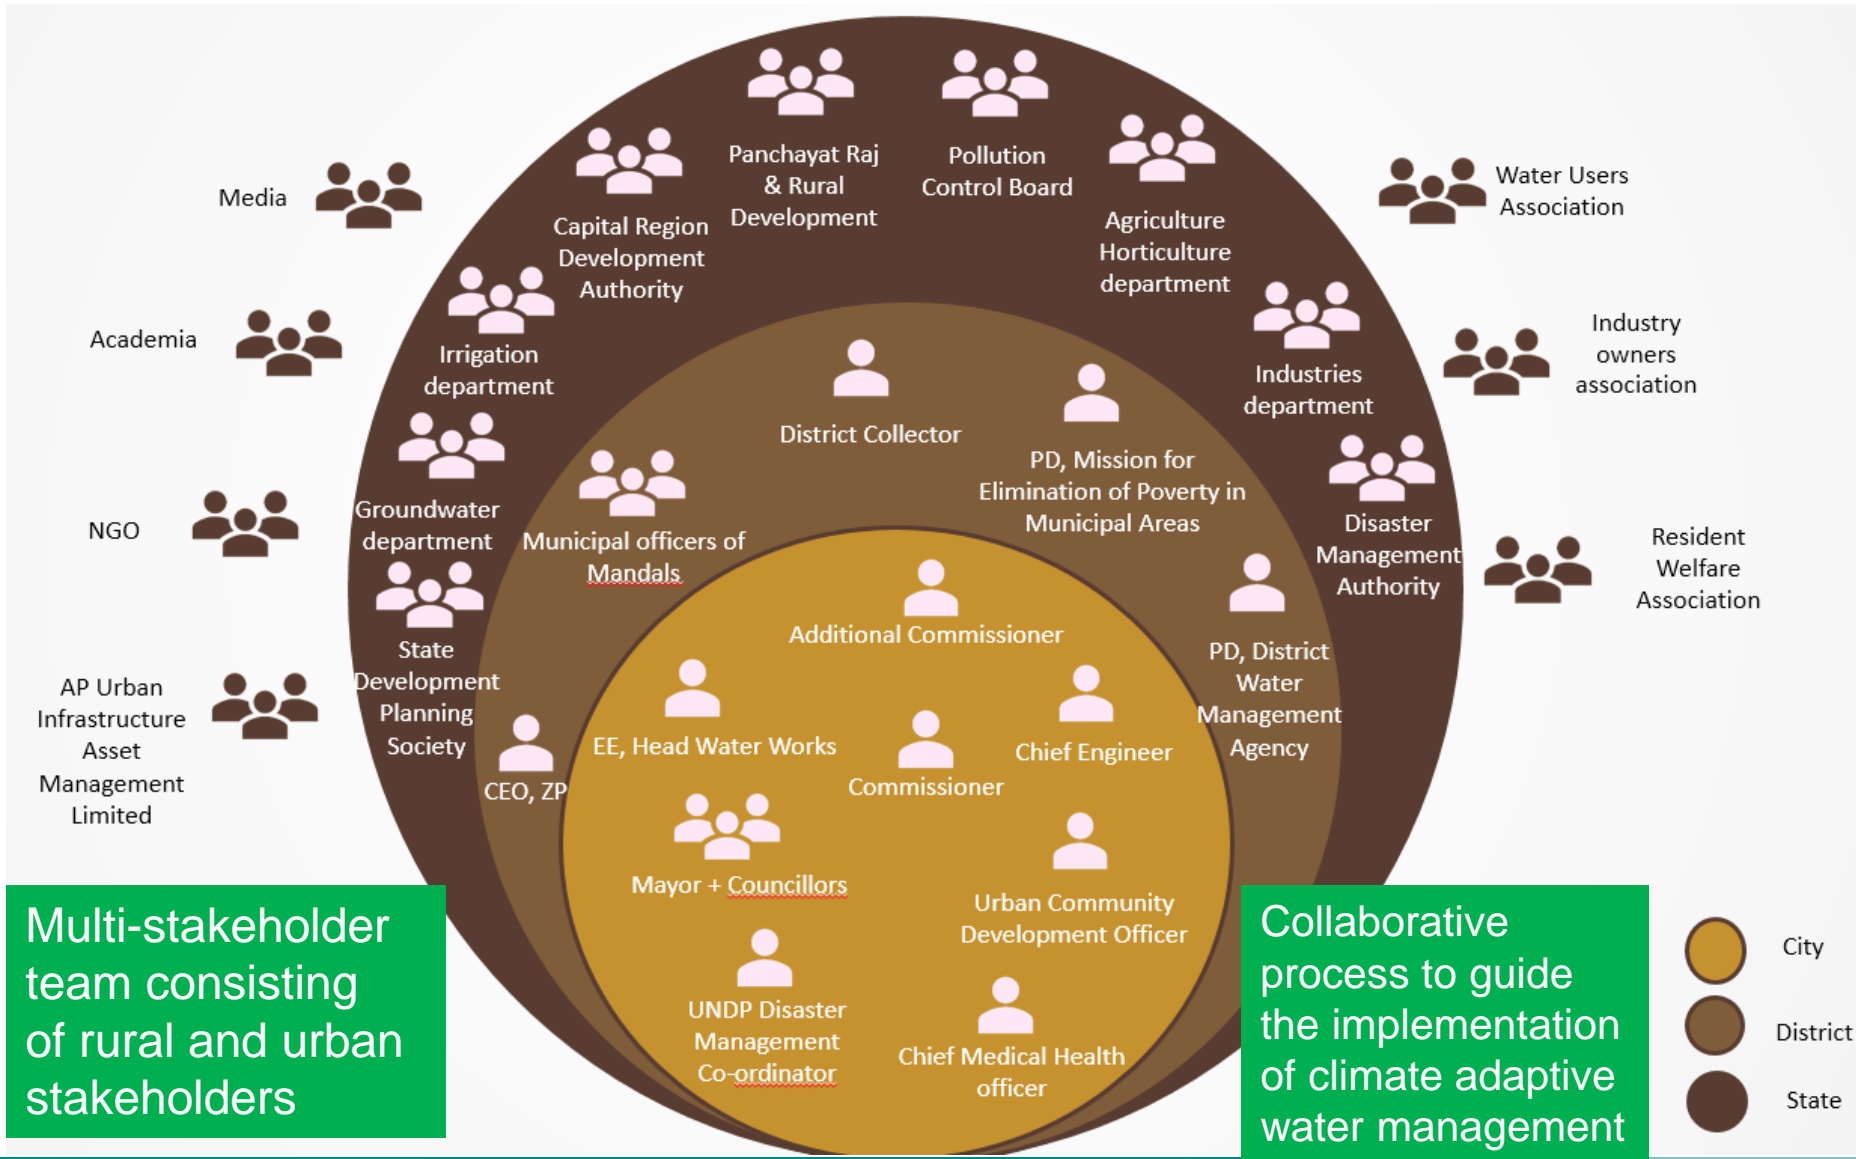 Media
Academia
NGO
AP Urban
Infrastructure
Asset
Management
Limited
Panchayat Raj
& Rural
Development
Pollution
Control Board
Capital Region
Development
Authority
Agriculture
Horticulture
department
Irrigation
department
Industries
department
Groundwater
department
Disaster
Management
Authority
State
Development
Planning
Society
District Collector
PD, Mission for
Elimination of Poverty in
Municipal Areas
Municipal officers of
Mandals
PD, District
Water
Management
Agency
CEO, ZP
Additional Commissioner
EE, Head Water Works
Chief Engineer
Commissioner
Mayor + Councillors
Urban Community
Development Officer
UNDP Disaster
Management
Co-ordinator
Chief Medical Health
officer
Water Users
Association
Industry
owners
association
Resident
Welfare
Association
Multi-stakeholder
team consisting
of rural and urban
stakeholders
Collaborative
process to guide
the implementation
of climate adaptive
water management
City
District
State